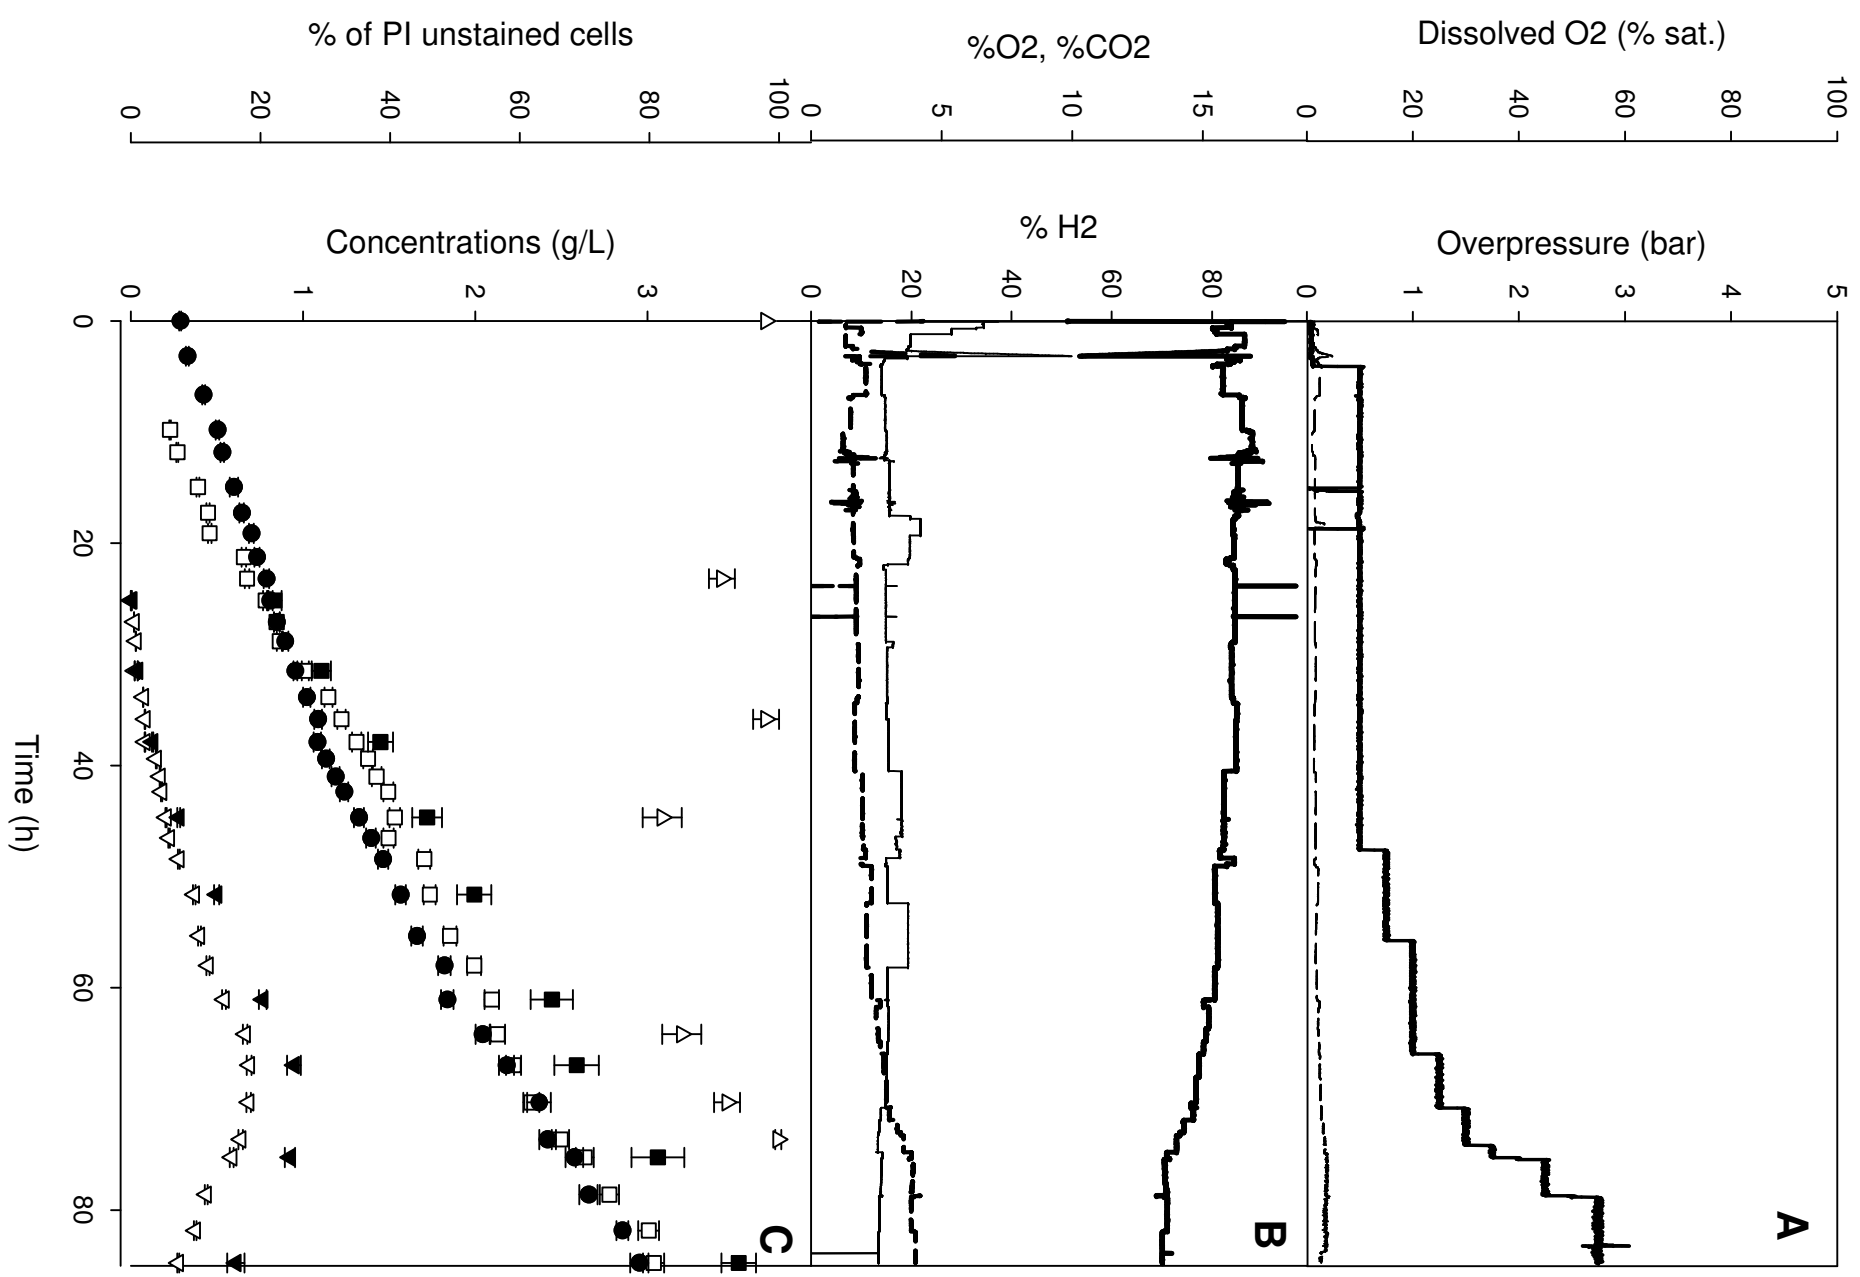 % of PI unstained cells
%O2, %CO2
Dissolved O2 (% sat.)
0 20 40 60 80 100
0 5 10 15
0 20 40 60 80 100
Concentrations (g/L)
% H2
Overpressure (bar)
0 1 2 3
0 20 40 60 80
0 1 2 3 4 5
A
B
C
0 20 40 60 80
Time (h)